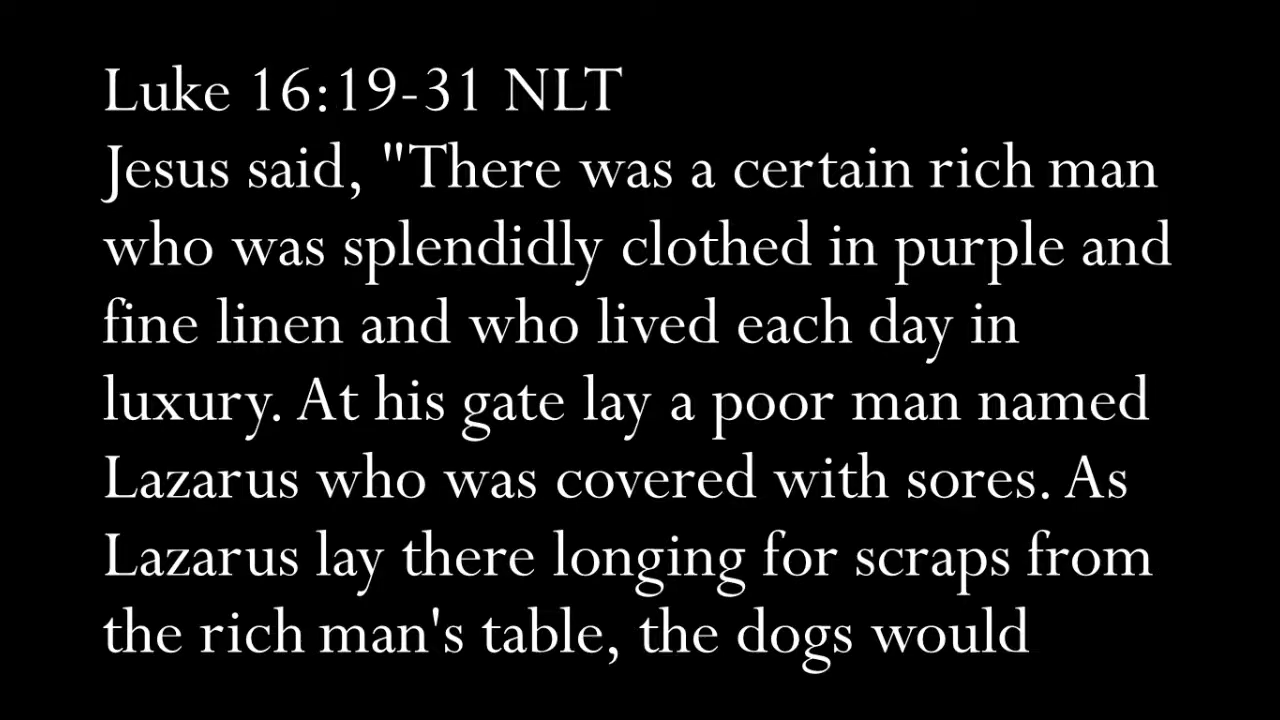 Luke 16:19-31 NLT
Jesus said, "There was a certain rich man
who was splendidly clothed in purple and
fine linen and who lived each day in
luxury. At his gate lay a poor man named
Lazarus who was covered with sores. As
Lazarus lay there longing for scraps from
the rich man's table, the dogs would